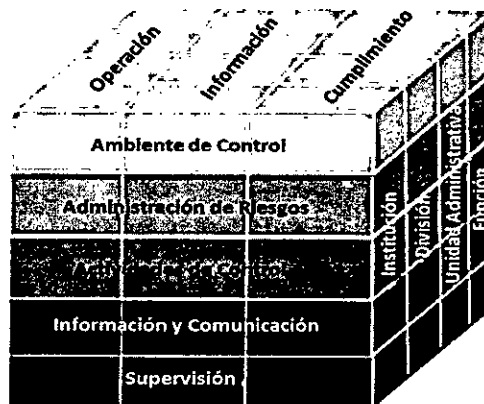 Operación
Información
Cumplimiento
Ambiente de Control
Administración de Riesgos
Actividades de Control
Información y Comunicación
Supervisión
Institución
División
Unidad Administrativa
Función